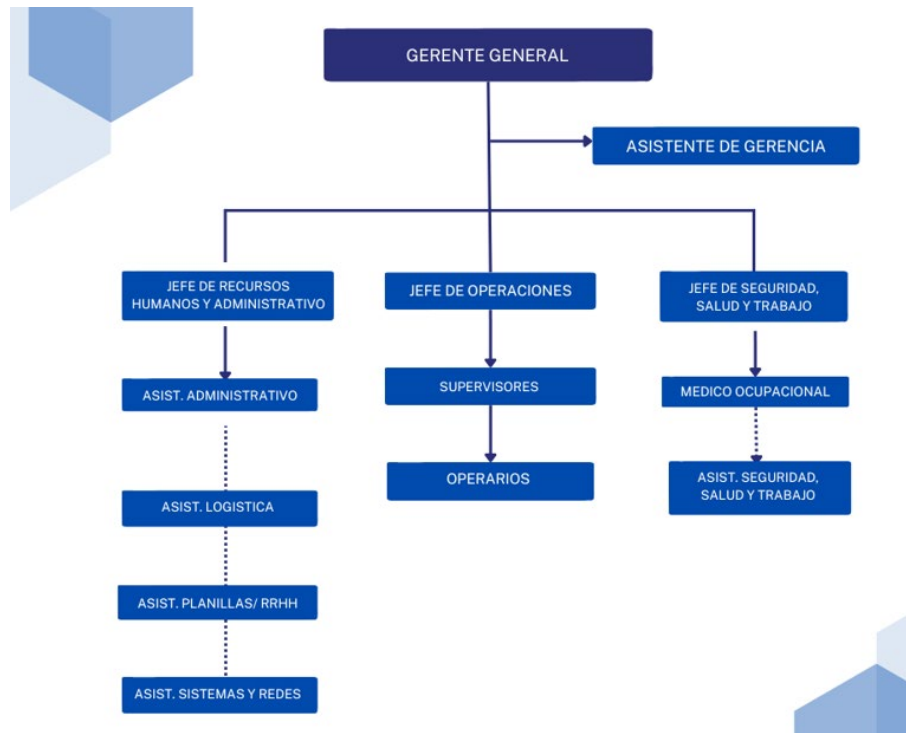 GERENTE GENERAL
ASISTENTE DE GERENCIA
JEFE DE RECURSOS
HUMANOS Y ADMINISTRATIVO
JEFE DE OPERACIONES
JEFE DE SEGURIDAD,
SALUD Y TRABAJO
ASIST. ADMINISTRATIVO
SUPERVISORES
MEDICO OCUPACIONAL
OPERARIOS
ASIST. SEGURIDAD,
SALUD Y TRABAJO
ASIST. LOGISTICA
ASIST. PLANILLAS/ RRHH
ASIST. SISTEMAS Y REDES